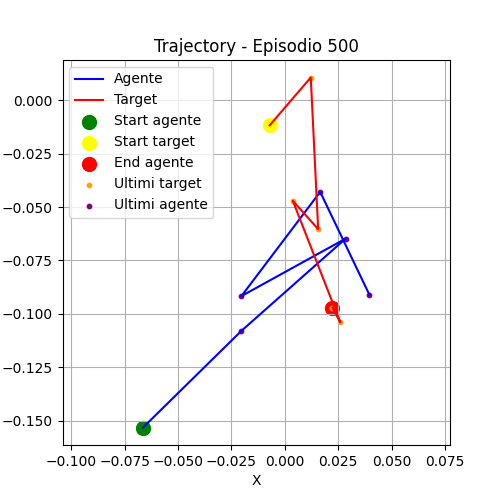 Trajectory - Episodio 500
Agente
Target
Start agente
Start target
End agente
Ultimi target
Ultimi agente
0.000
−0.025
−0.050
−0.075
−0.100
−0.125
−0.150
−0.100 −0.075 −0.050 −0.025 0.000 0.025 0.050 0.075
X